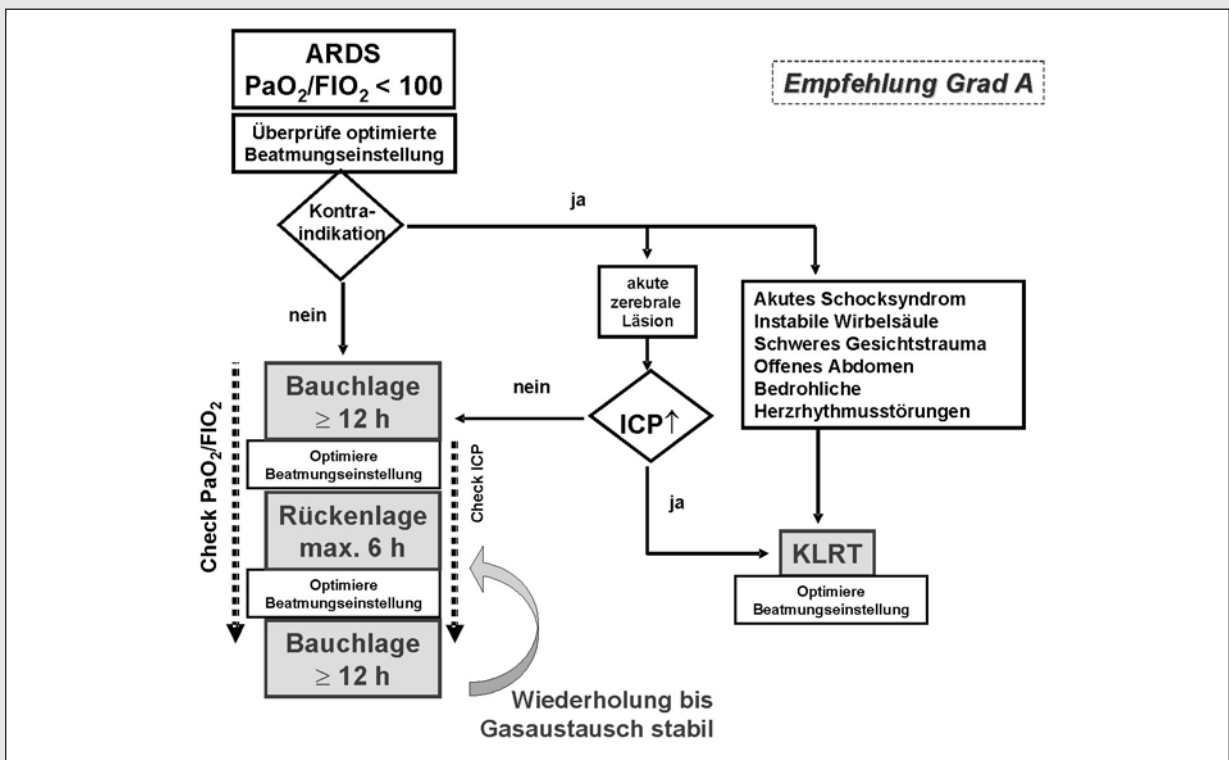 ARDS
PaO₂/FIO₂ < 100
Empfehlung Grad A
Überprüfe optimierte
Beatmungseinstellung
Kontra-
indikation
ja
nein
akute
zerebrale
Läsion
Akutes Schocksyndrom
Instabile Wirbelsäule
Schweres Gesichtstrauma
Offenes Abdomen
Bedrohliche
Herzrhythmusstörungen
ICP↑
nein
ja
Check PaO₂/FIO₂
Bauchlage
≥ 12 h
Optimiere
Beatmungseinstellung
Check ICP
Rückenlage
max. 6 h
Optimiere
Beatmungseinstellung
Bauchlage
≥ 12 h
KLRT
Optimiere
Beatmungseinstellung
Wiederholung bis
Gasaustausch stabil